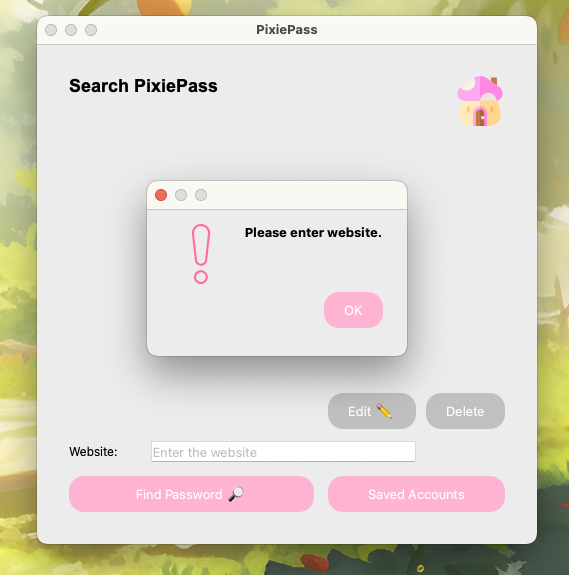 PixiePass
Search PixiePass
Please enter website.
OK
Edit ✏️
Delete
Website:
Enter the website
Find Password 🔎
Saved Accounts